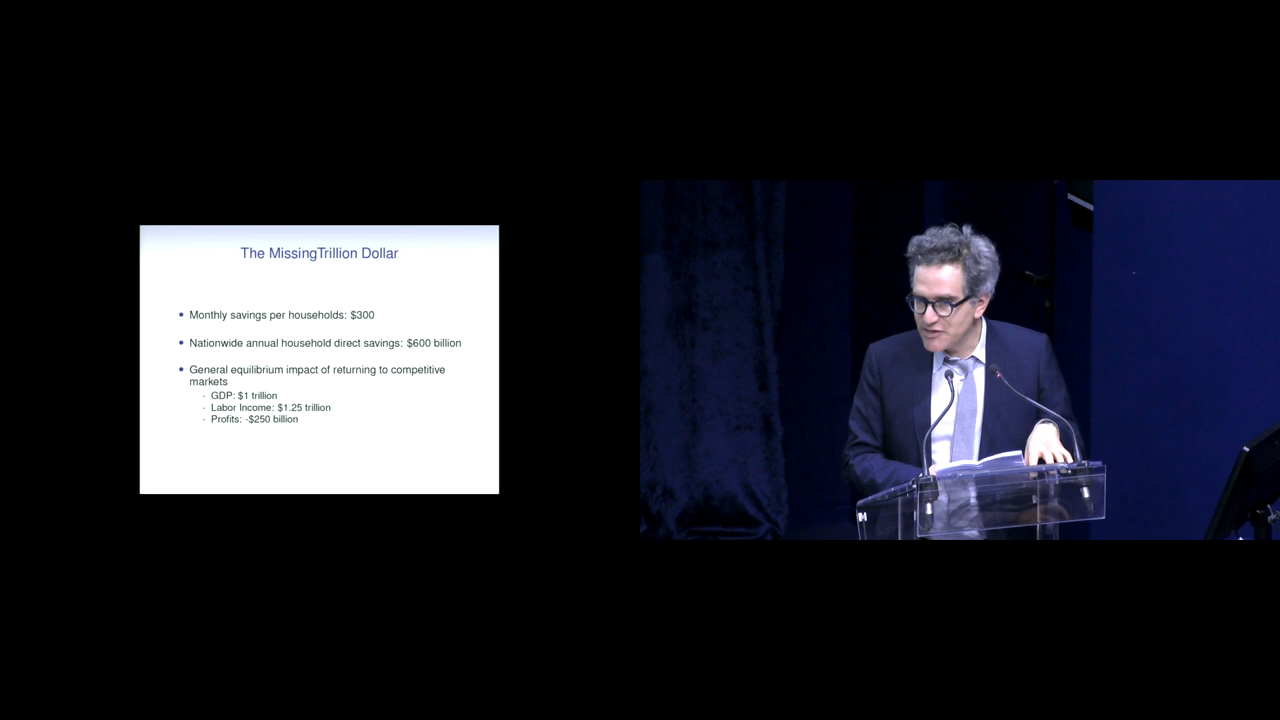 The MissingTrillion Dollar
• Monthly savings per households: $300
• Nationwide annual household direct savings: $600 billion
• General equilibrium impact of returning to competitive
markets
- GDP: $1 trillion
- Labor Income: $1.25 trillion
- Profits: -$250 billion